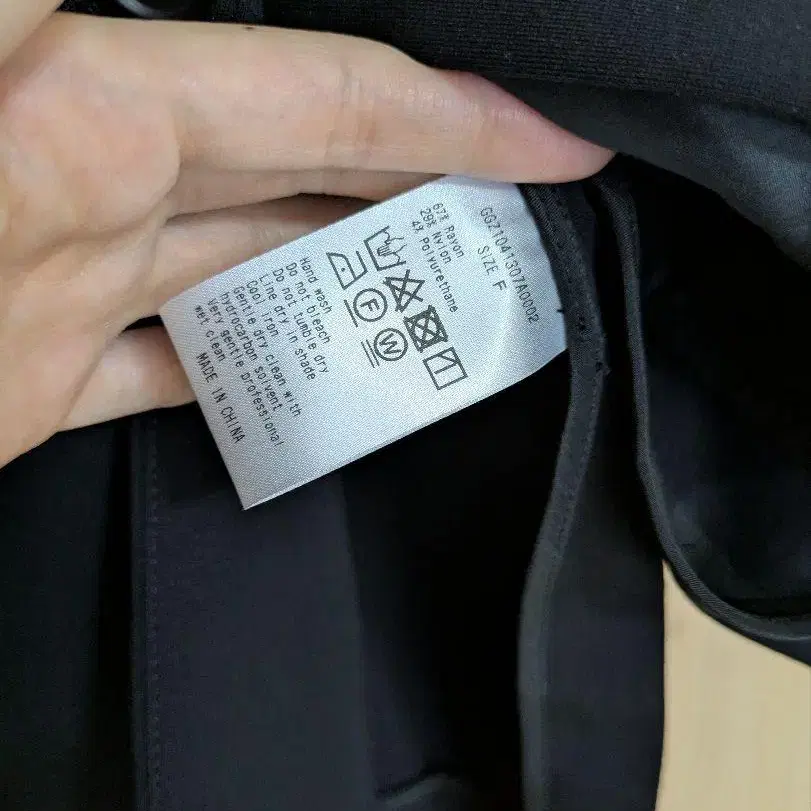 GG21041307A0002
SIZE F
67% Rayon
29% Nylon
4% Polyurethane
F
W
Hand wash
Do not bleach
Do not tumble dry
Line dry in shade
Cool iron
Gentle dry clean with
hydrocarbon solvent
Very gentle professional
wet clean
MADE IN CHINA